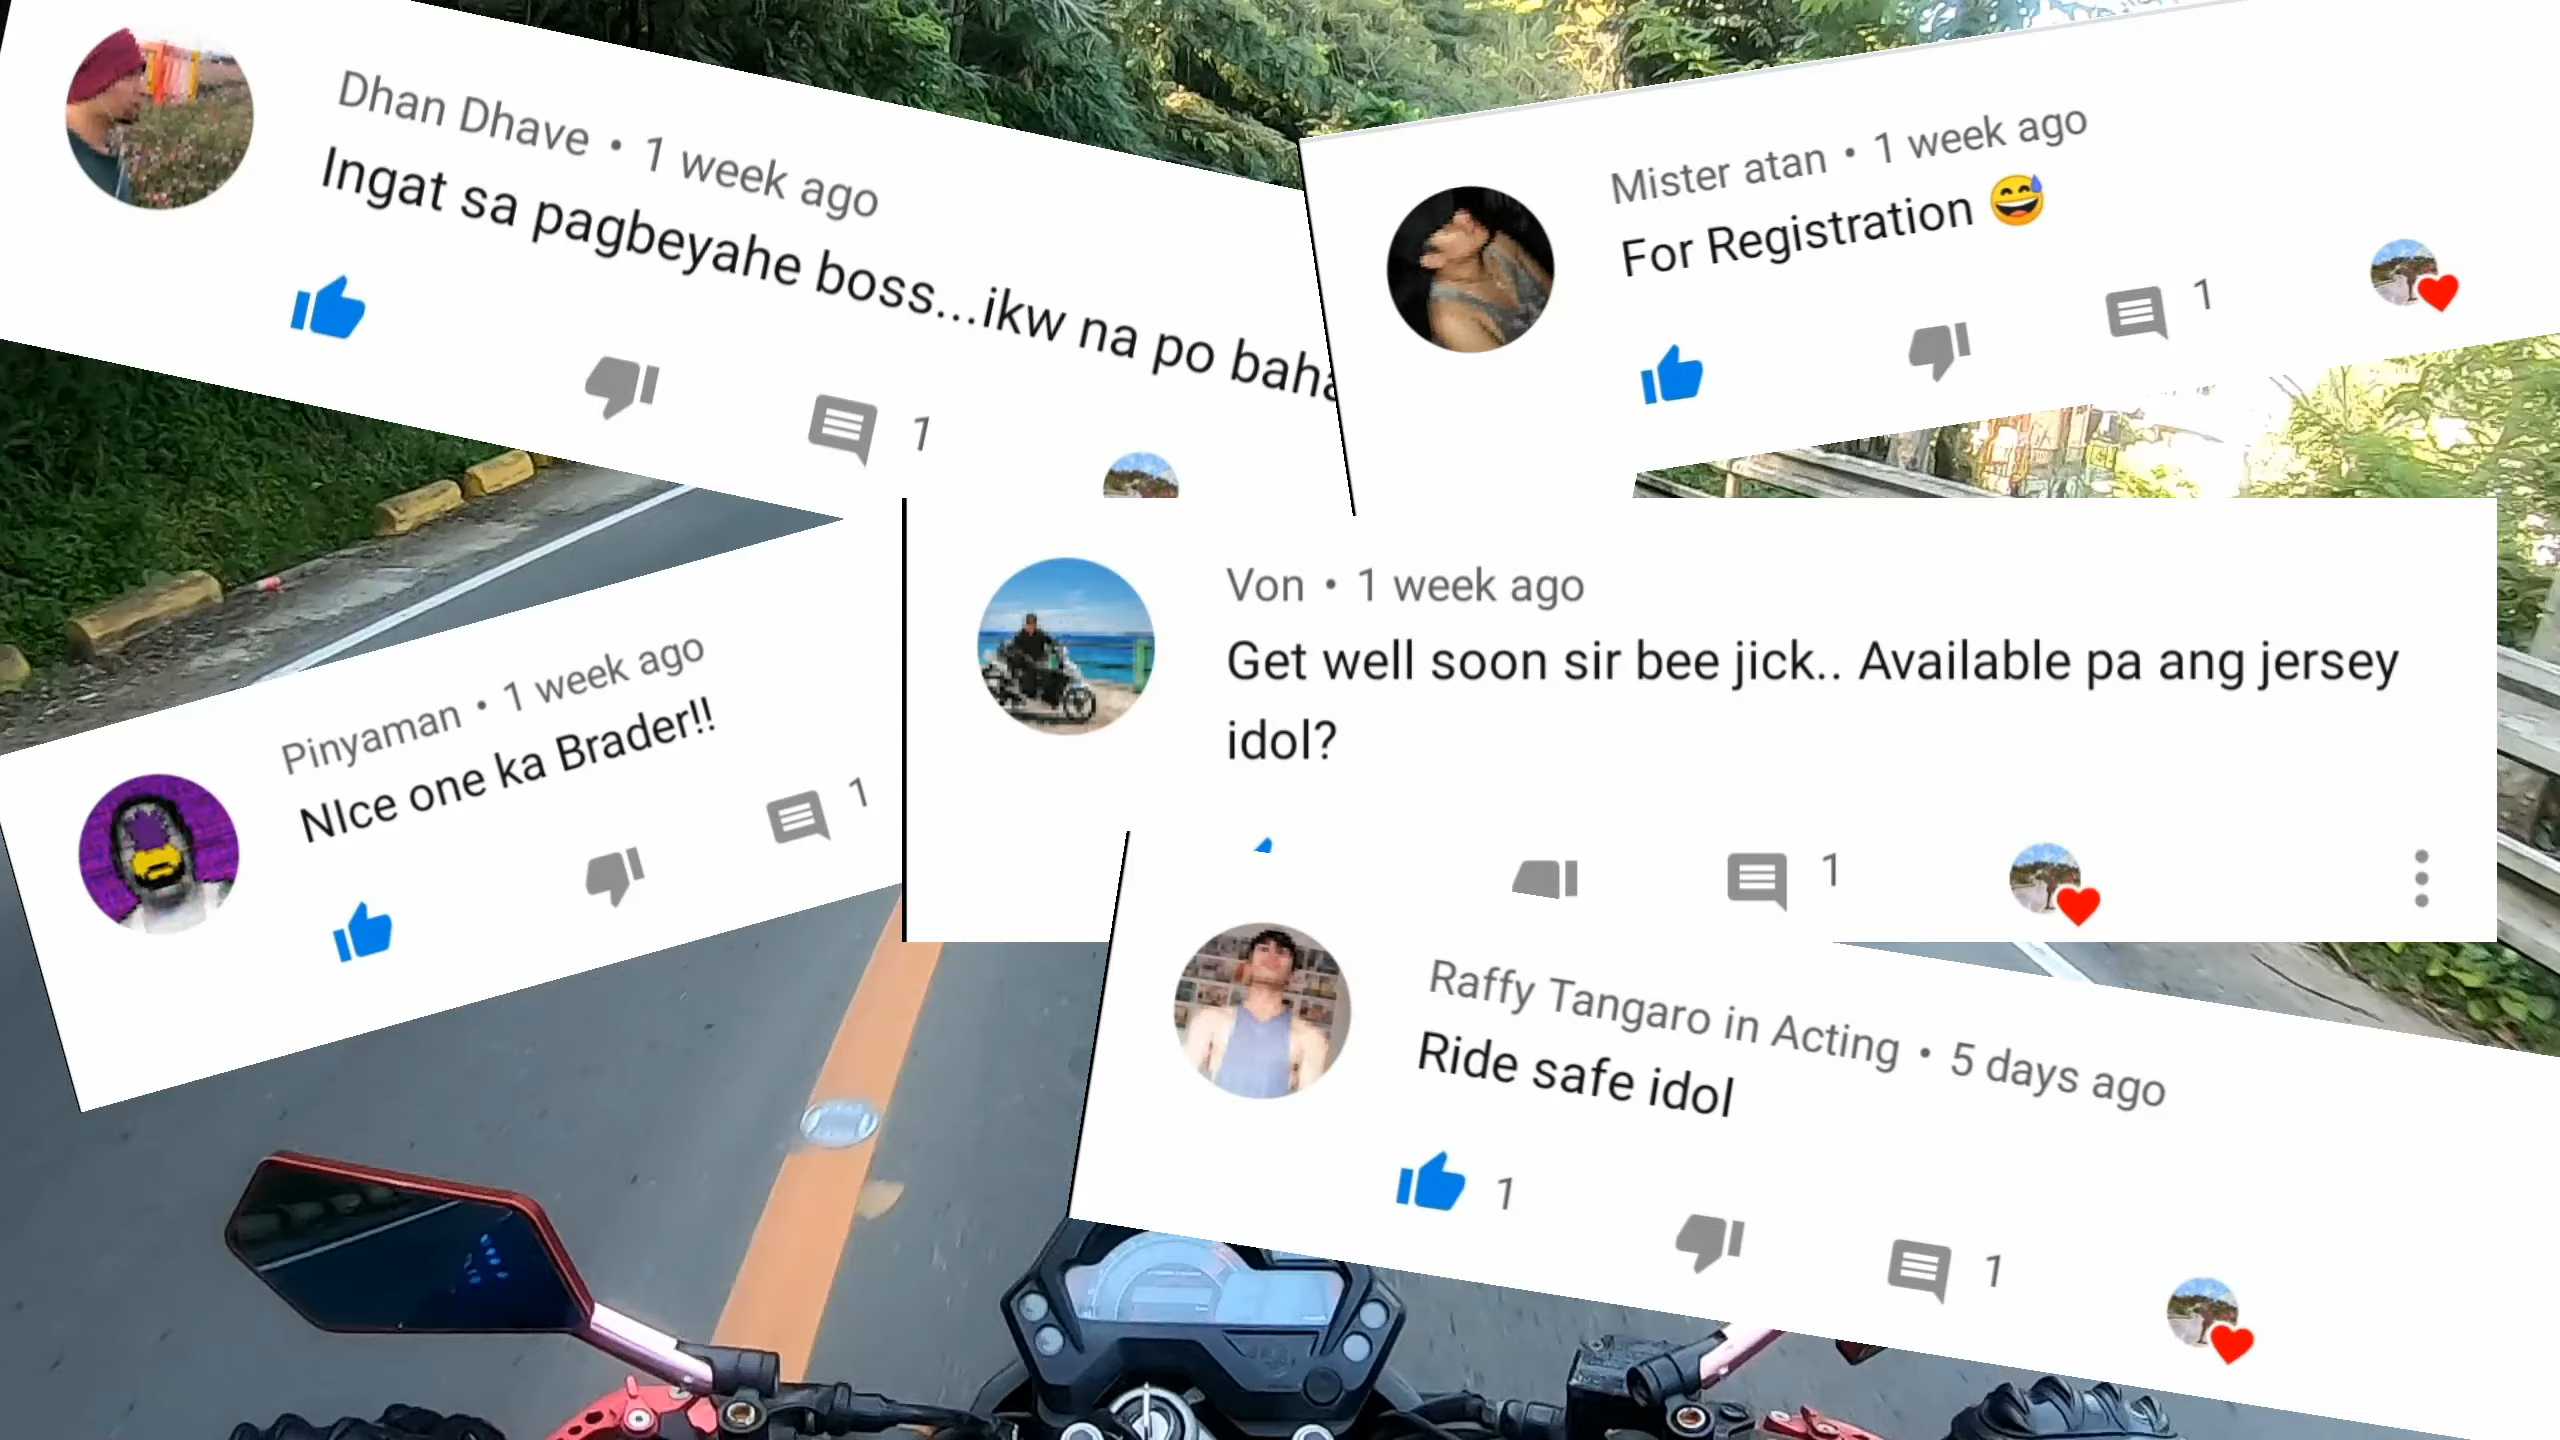 Dhan Dhave • 1 week ago
Ingat sa pagbeyahe boss...ikw na po
1
Mister atan • 1 week ago
For Registration 😅
1
Pinyaman • 1 week ago
NIce one ka Brader!!
1
Von • 1 week ago
Get well soon sir bee jick.. Available pa ang jersey
idol?
1
Raffy Tangaro in Acting • 5 days ago
Ride safe idol
1
1